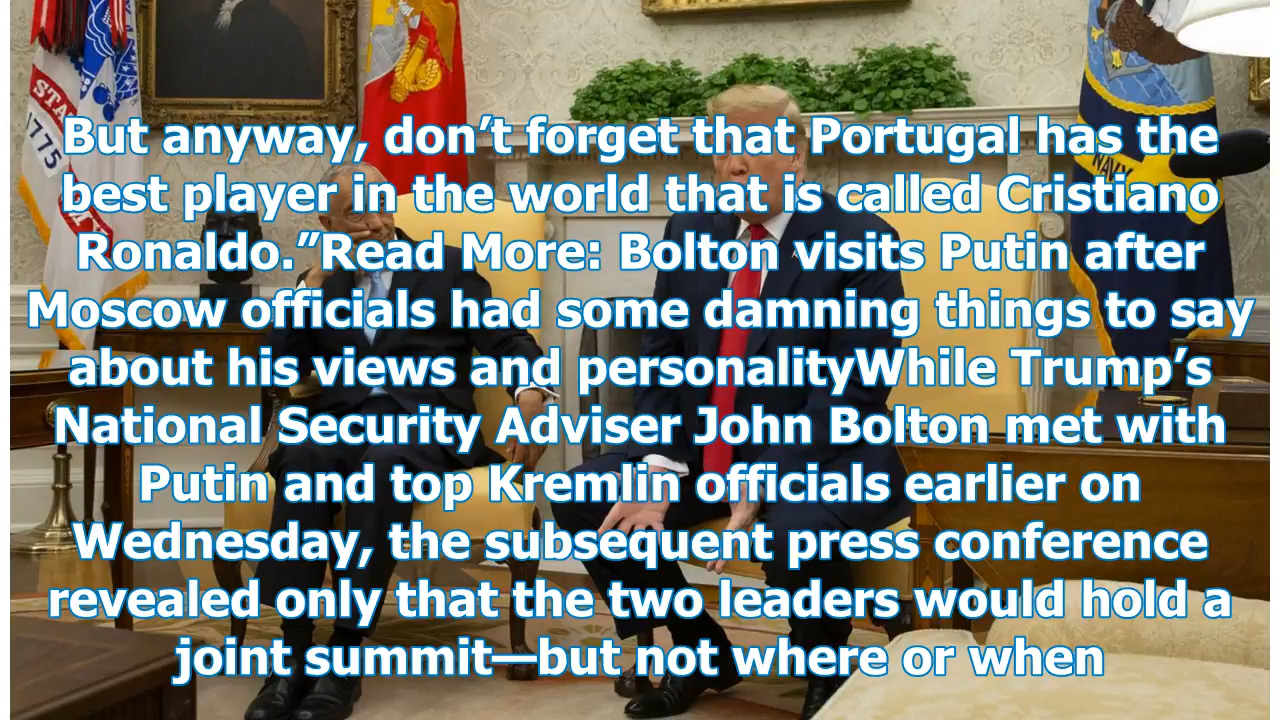 But anyway, don’t forget that Portugal has the
best player in the world that is called Cristiano
Ronaldo.”Read More: Bolton visits Putin after
Moscow officials had some damning things to say
about his views and personalityWhile Trump’s
National Security Adviser John Bolton met with
Putin and top Kremlin officials earlier on
Wednesday, the subsequent press conference
revealed only that the two leaders would hold a
joint summit—but not where or when
STA
1775
NAVY